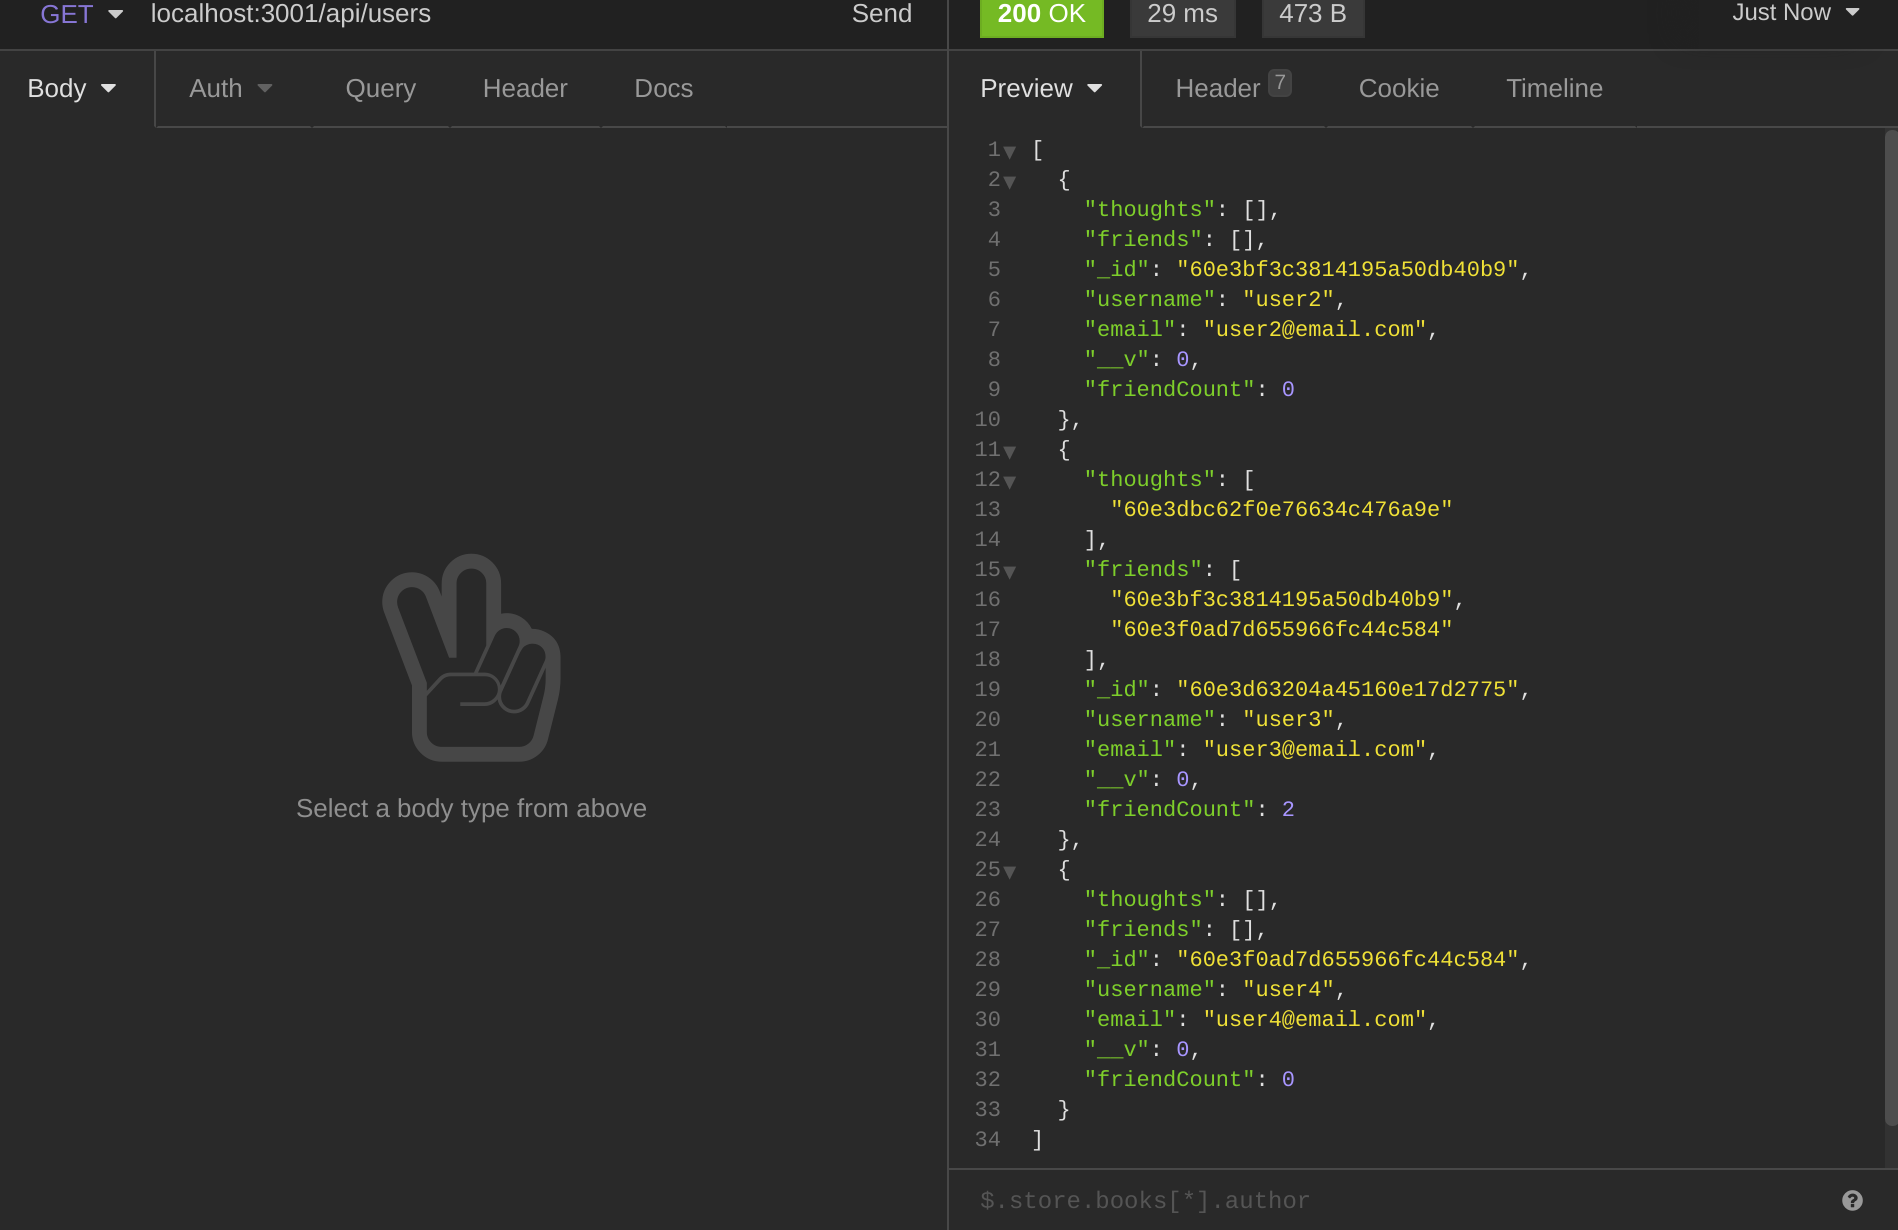 GET localhost:3001/api/users Send
200 OK 29 ms 473 B Just Now
Body Auth Query Header Docs
Preview Header 7 Cookie Timeline
Select a body type from above
1 [
2 {
3 "thoughts": [],
4 "friends": [],
5 "_id": "60e3bf3c3814195a50db40b9",
6 "username": "user2",
7 "email": "user2@email.com",
8 "__v": 0,
9 "friendCount": 0
10 },
11 {
12 "thoughts": [
13 "60e3dbc62f0e76634c476a9e"
14 ],
15 "friends": [
16 "60e3bf3c3814195a50db40b9",
17 "60e3f0ad7d655966fc44c584"
18 ],
19 "_id": "60e3d63204a45160e17d2775",
20 "username": "user3",
21 "email": "user3@email.com",
22 "__v": 0,
23 "friendCount": 2
24 },
25 {
26 "thoughts": [],
27 "friends": [],
28 "_id": "60e3f0ad7d655966fc44c584",
29 "username": "user4",
30 "email": "user4@email.com",
31 "__v": 0,
32 "friendCount": 0
33 }
34 ]
$.store.books[*].author ?